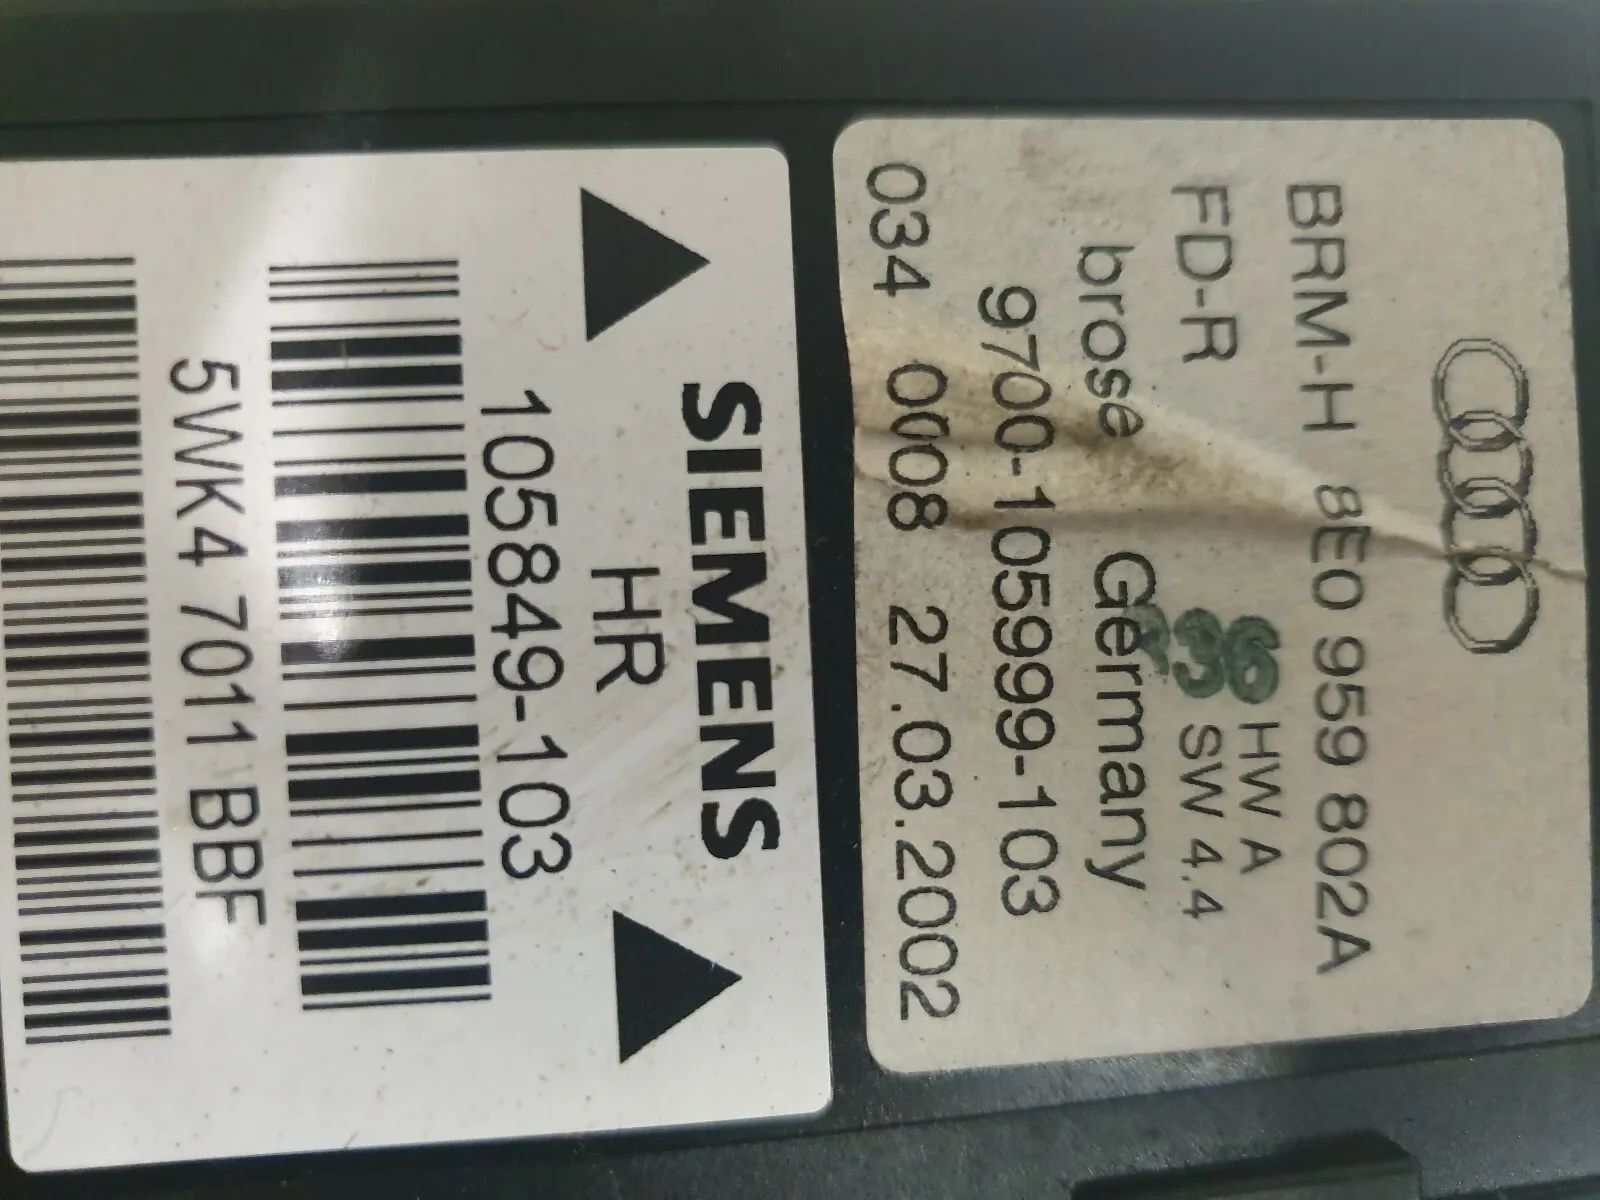 BRM-H 8E0 959 802A
HW A
FD-R SW 4.4
36
brose Germany
9700-105999-103
034 0008 27.03.2002
SIEMENS
HR
105849-103
5WK4 7011 BBF